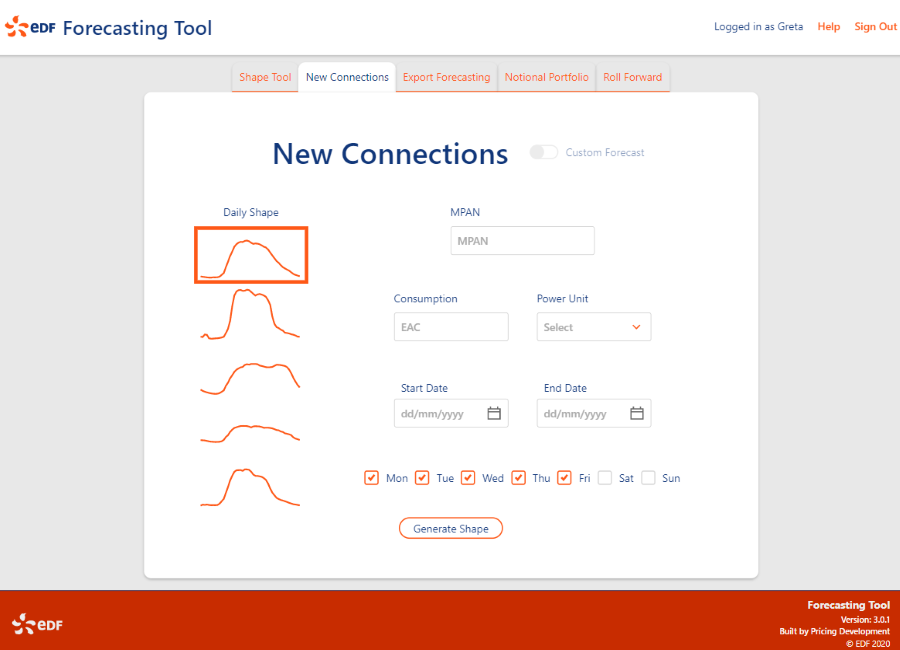 eDF Forecasting Tool
Logged in as Greta Help Sign Out
Shape Tool New Connections Export Forecasting Notional Portfolio Roll Forward
New Connections
Custom Forecast
Daily Shape
MPAN
MPAN
Consumption Power Unit
EAC Select
Start Date End Date
dd/mm/yyyy dd/mm/yyyy
Mon Tue Wed Thu Fri Sat Sun
Generate Shape
eDF
Forecasting Tool
Version: 3.0.1
Built by Pricing Development
© EDF 2020